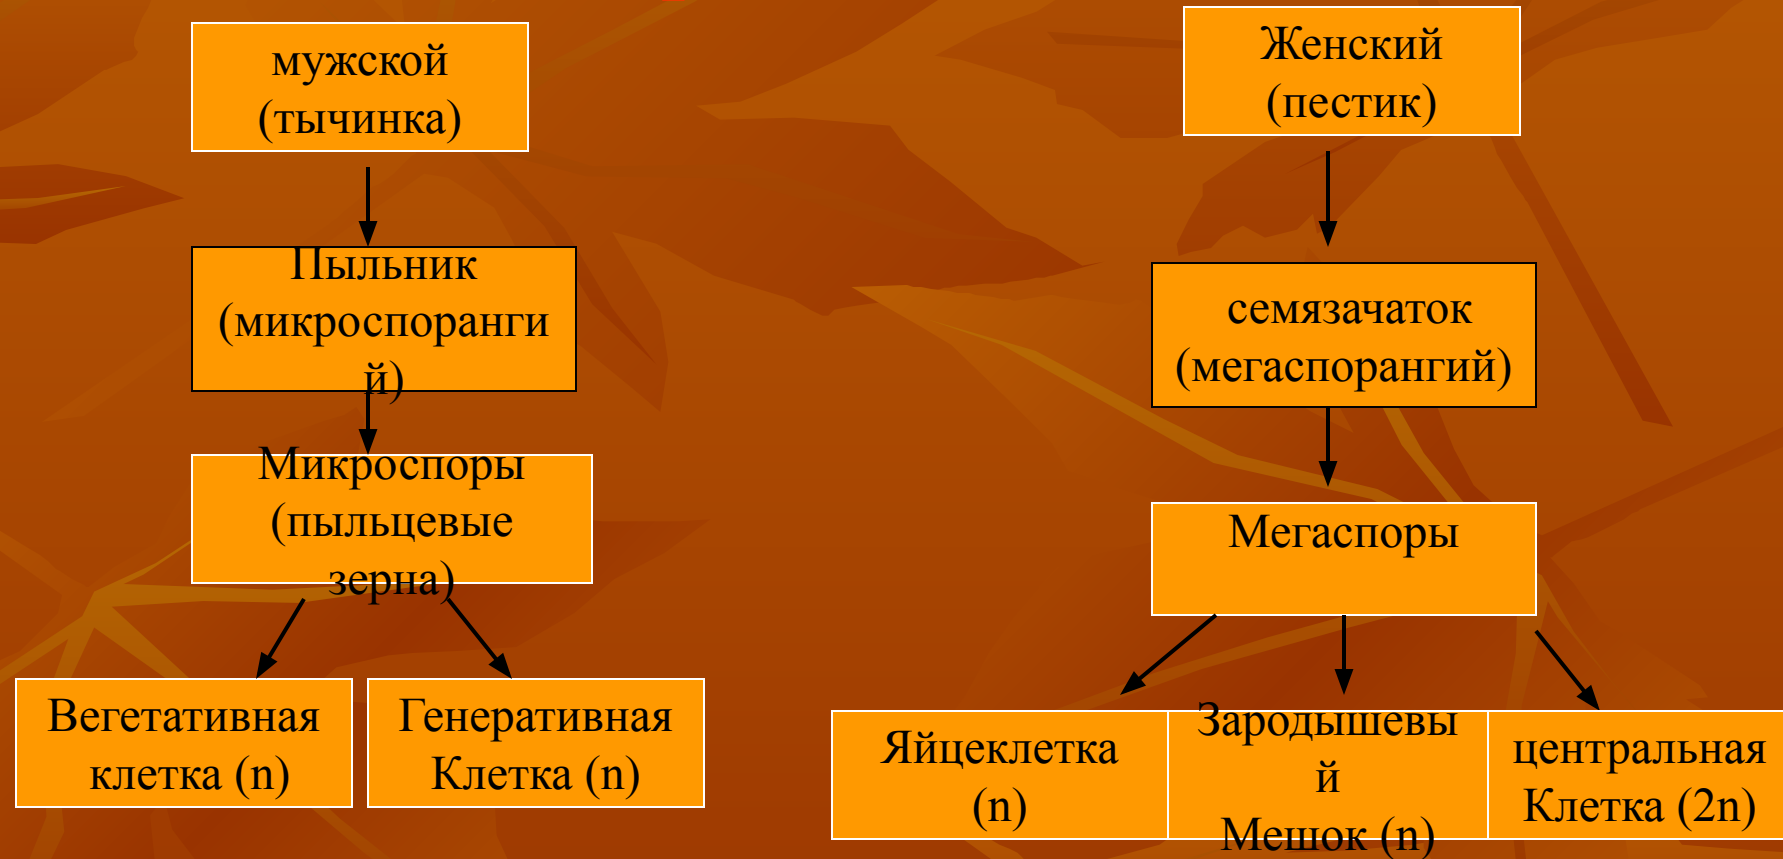 мужской
(тычинка)
Пыльник
(микроспоранги
й)
Микроспоры
(пыльцевые
зерна)
Вегетативная
клетка (n)
Генеративная
Клетка (n)
Женский
(пестик)
семязачаток
(мегаспорангий)
Мегаспоры
Яйцеклетка
(n)
Зародышевы
й
Мешок (n)
центральная
Клетка (2n)